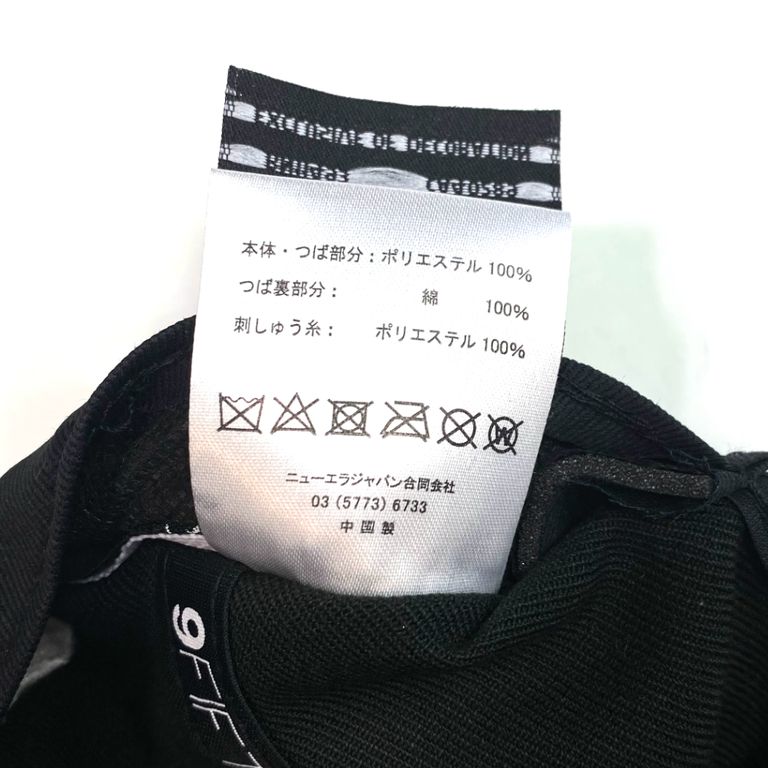 本体・つば部分：ポリエステル 100%
つば裏部分： 綿 100%
刺しゅう糸： ポリエステル 100%
W
ニューエラジャパン合同会社
03 (5773) 6733
中国製
9FIF